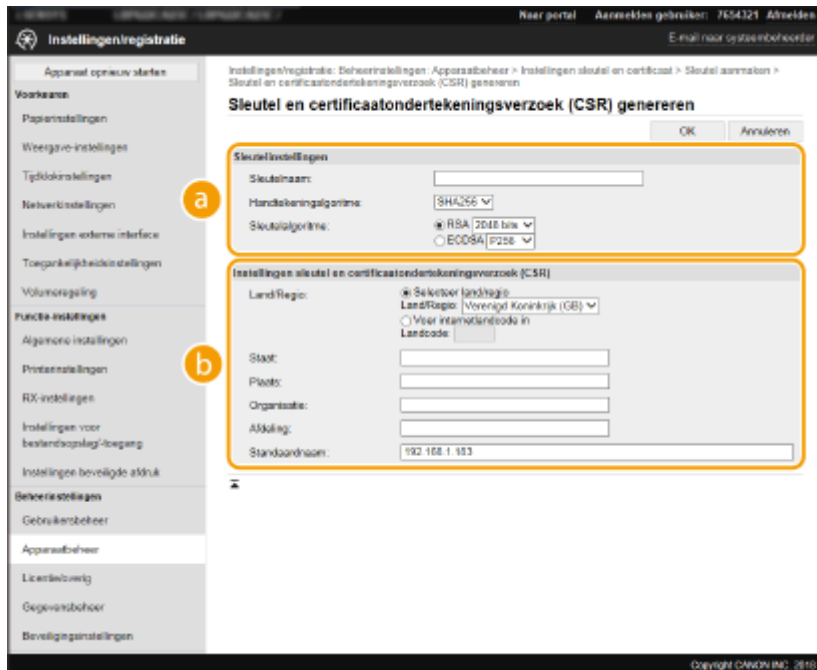 Naar portal Aanmelden gebruiker: 7654321 Afmelden
Instellingen/registratie
E-mail naar systeembeheerder
Apparaat opnieuw starten
Voorkeuren
Papierinstellingen
Weergave-instellingen
Tijdklokinstellingen
Netwerkinstellingen
Instellingen externe interface
Toegankelijkheidsinstellingen
Volumeregeling
Functie-instellingen
Algemene instellingen
Printerinstellingen
RX-instellingen
Instellingen voor
bestandsopslag/-toegang
Instellingen beveiligde afdruk
Beheerinstellingen
Gebruikersbeheer
Apparaatbeheer
Licentie/overig
Gegevensbeheer
Beveiligingsinstellingen
Instellingen/registratie: Beheerinstellingen: Apparaatbeheer > Instellingen sleutel en certificaat > Sleutel aanmaken >
Sleutel en certificaatondertekeningsverzoek (CSR) genereren
Sleutel en certificaatondertekeningsverzoek (CSR) genereren
OK Annuleren
a
Sleutelinstellingen
Sleutelnaam:
Handtekeningalgoritme: SHA256
Sleutelalgoritme: RSA 2048 bits
ECDSA P256
b
Instellingen sleutel en certificaatondertekeningsverzoek (CSR)
Land/Regio: Selecteer land/regio
Land/Regio: Verenigd Koninkrijk (GB)
Voer internetlandcode in
Landcode:
Staat:
Plaats:
Organisatie:
Afdeling:
Standaardnaam: 192.168.1.183
Copyright CANON INC. 2018